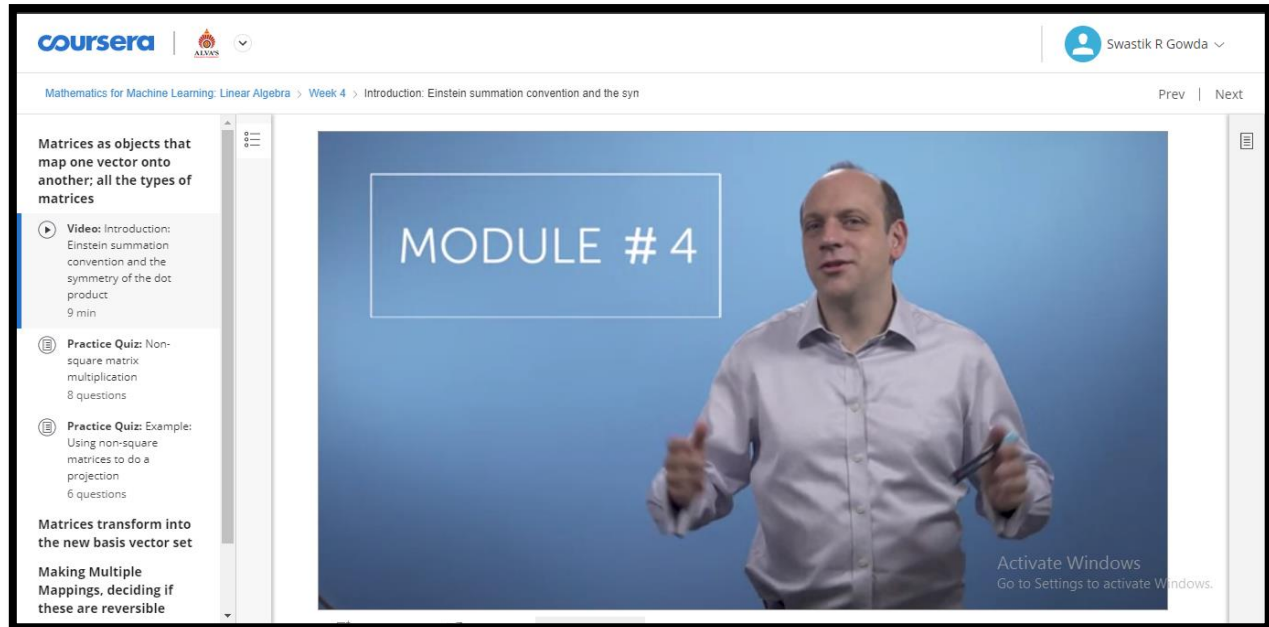 coursera
ALVA'S
Swastik R Gowda
Mathematics for Machine Learning: Linear Algebra > Week 4 > Introduction: Einstein summation convention and the syn
Prev | Next
Matrices as objects that
map one vector onto
another; all the types of
matrices
Video: Introduction:
Einstein summation
convention and the
symmetry of the dot
product
9 min
Practice Quiz: Non-
square matrix
multiplication
8 questions
Practice Quiz: Example:
Using non-square
matrices to do a
projection
6 questions
Matrices transform into
the new basis vector set
Making Multiple
Mappings, deciding if
these are reversible
MODULE #4
Activate Windows
Go to Settings to activate Windows.